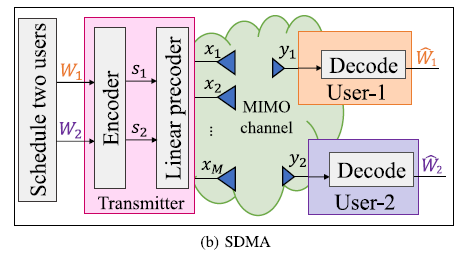 Schedule two users
W₁
W₂
Encoder
s₁
s₂
Linear precoder
Transmitter
x₁
x₂
⋮
x_M
MIMO
channel
y₁
Decode
Ŵ₁
User-1
y₂
Decode
Ŵ₂
User-2
(b) SDMA